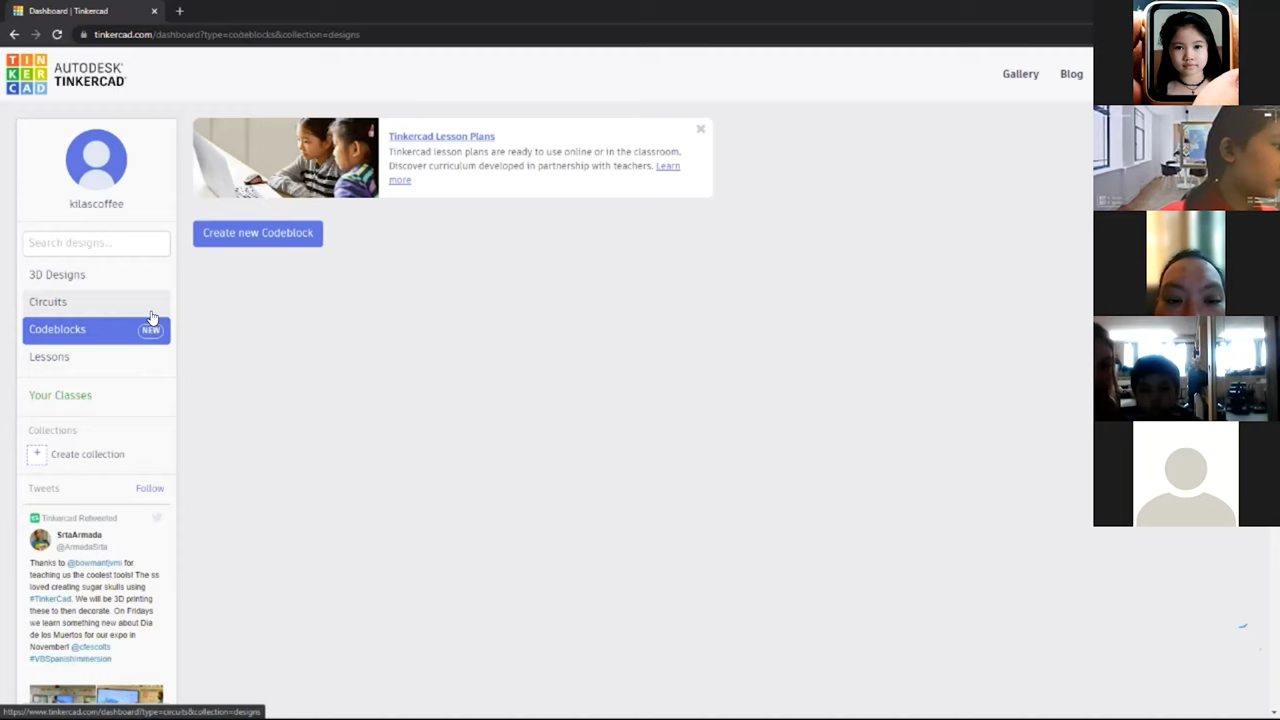 Dashboard | Tinkercad
tinkercad.com/dashboard?type=codeblocks&collection=designs
TIN
KER
CAD
AUTODESK
TINKERCAD
Gallery
Blog
kilascoffee
Search designs...
3D Designs
Circuits
Codeblocks NEW
Lessons
Your Classes
Collections
+ Create collection
Tweets Follow
Tinkercad Retweeted
SrtaArmada
@ArmadaSrta
Thanks to @bowmantjvmi for
teaching us the coolest tools! The ss
loved creating sugar skulls using
#TinkerCad. We will be 3D printing
these to then decorate. On Fridays
we learn something new about Dia
de los Muertos for our expo in
November! @cfescolts
#VBSpanishImmersion
Tinkercad Lesson Plans
Tinkercad lesson plans are ready to use online or in the classroom.
Discover curriculum developed in partnership with teachers. Learn
more
Create new Codeblock
https://www.tinkercad.com/dashboard?type=circuits&collection=designs